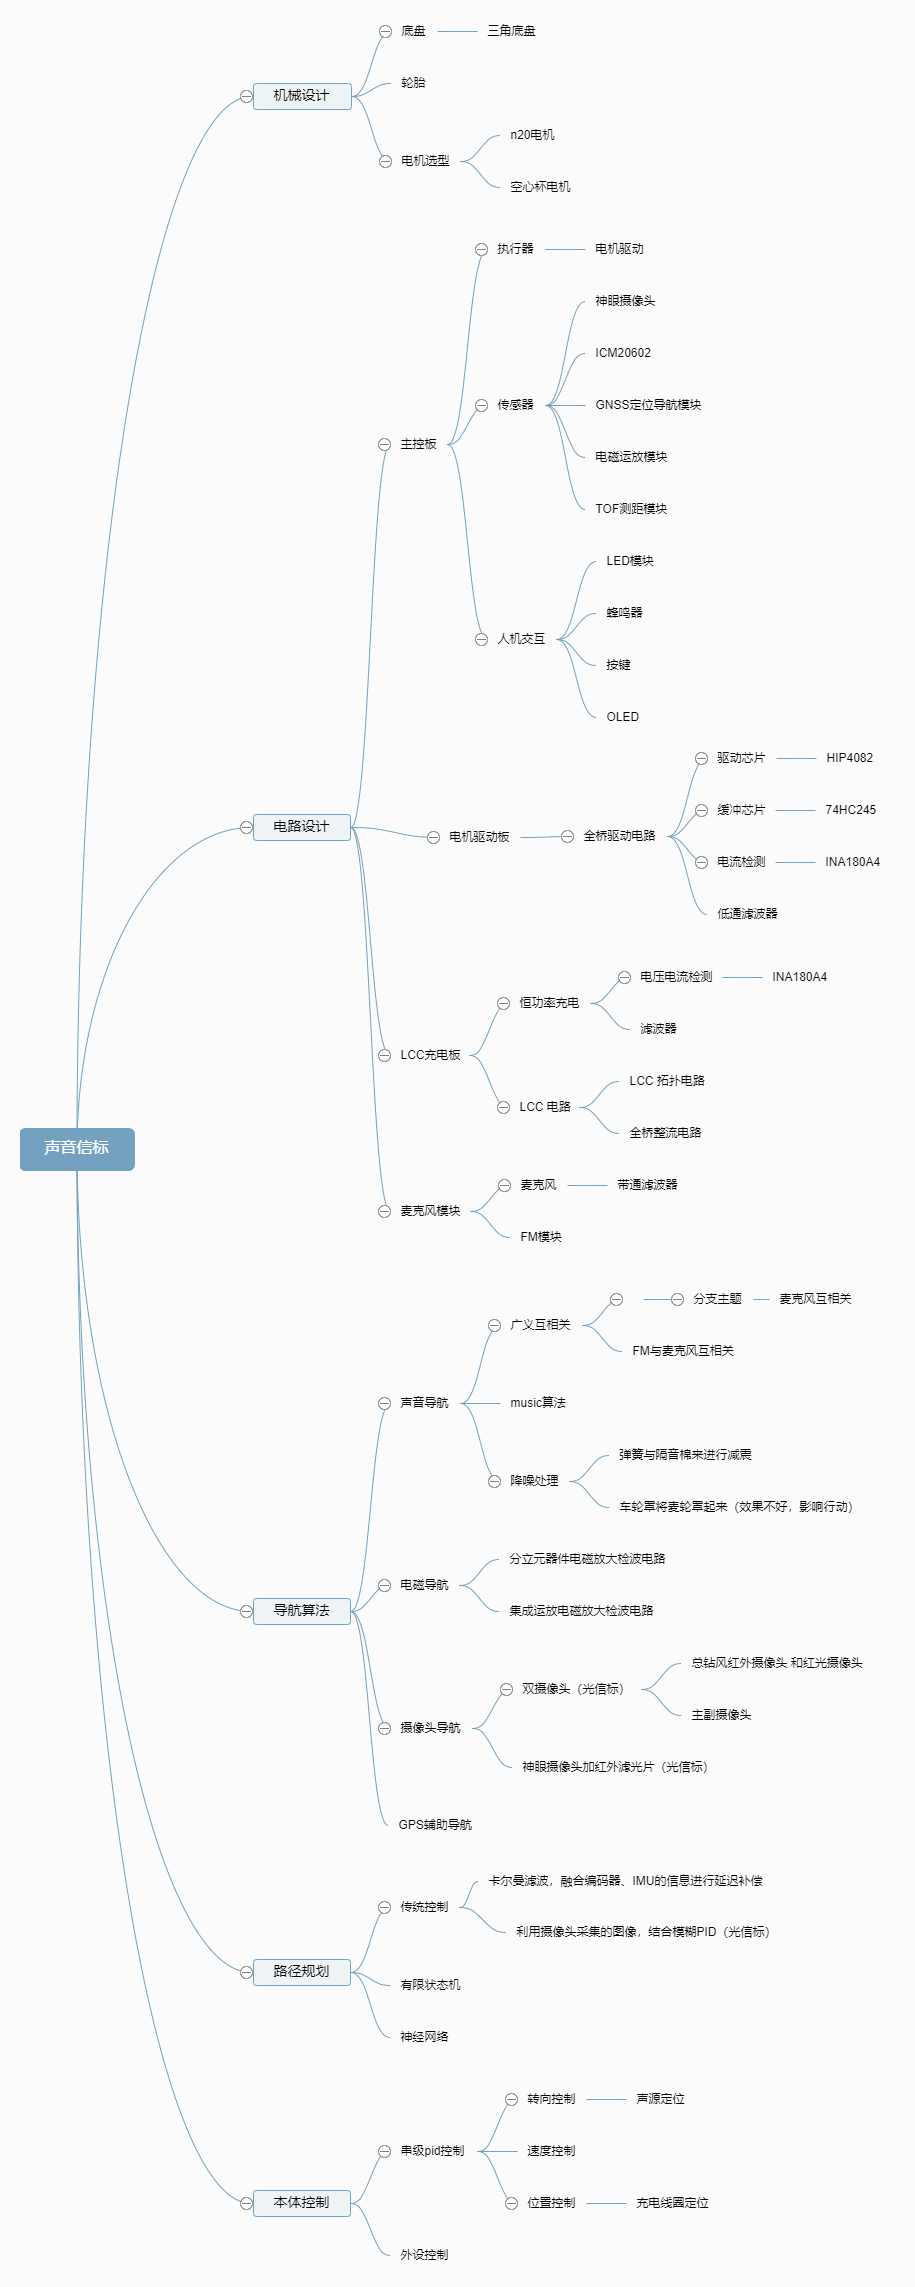 底盘
三角底盘
轮胎
机械设计
n20电机
电机选型
空心杯电机
执行器
电机驱动
神眼摄像头
ICM20602
传感器
GNSS定位导航模块
主控板
电磁运放模块
TOF测距模块
LED模块
蜂鸣器
人机交互
按键
OLED
驱动芯片
HIP4082
缓冲芯片
74HC245
电路设计
电机驱动板
全桥驱动电路
电流检测
INA180A4
低通滤波器
电压电流检测
INA180A4
恒功率充电
滤波器
LCC充电板
LCC 拓扑电路
LCC 电路
全桥整流电路
声音信标
麦克风
带通滤波器
麦克风模块
FM模块
分支主题
麦克风互相关
广义互相关
FM与麦克风互相关
声音导航
music算法
弹簧与隔音棉来进行减震
降噪处理
车轮罩将麦轮罩起来（效果不好，影响行动）
分立元器件电磁放大检波电路
电磁导航
集成运放电磁放大检波电路
导航算法
总钻风红外摄像头 和红光摄像头
双摄像头（光信标）
主副摄像头
摄像头导航
神眼摄像头加红外滤光片（光信标）
GPS辅助导航
卡尔曼滤波，融合编码器、IMU的信息进行延迟补偿
传统控制
利用摄像头采集的图像，结合模糊PID（光信标）
路径规划
有限状态机
神经网络
转向控制
声源定位
串级pid控制
速度控制
本体控制
位置控制
充电线圈定位
外设控制